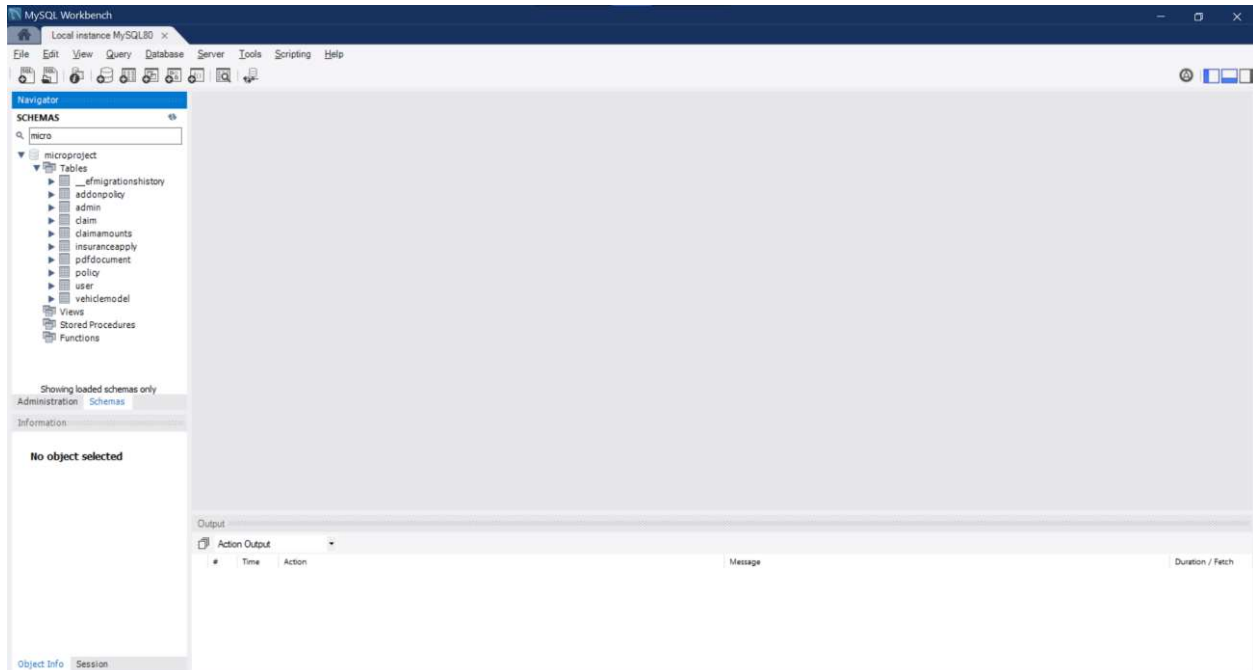 MySQL Workbench
Local instance MySQL80 ×
File Edit View Query Database Server Tools Scripting Help
Navigator
SCHEMAS
micro
microproject
Tables
__efmigrationshistory
addonpolicy
admin
claim
claimamounts
insuranceapply
pdfdocument
policy
user
vehiclemodel
Views
Stored Procedures
Functions
Showing loaded schemas only
Administration Schemas
Information
No object selected
Output
Action Output
# Time Action Message Duration / Fetch
Object Info Session